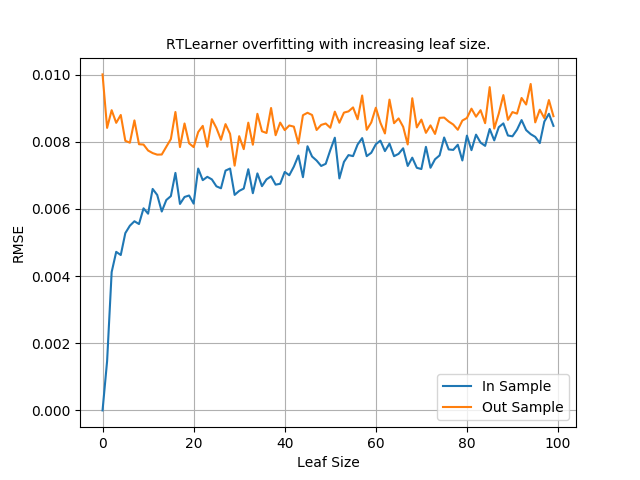 RTLearner overfitting with increasing leaf size.
0.010
0.008
0.006
0.004
0.002
0.000
RMSE
0 20 40 60 80 100
Leaf Size
In Sample
Out Sample